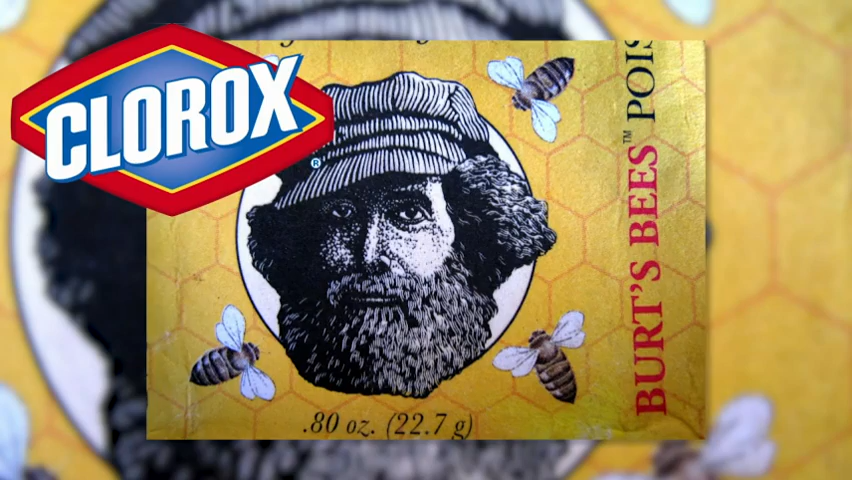 CLOROX
®
BURT'S BEES™ POIS
.80 oz. (22.7 g)